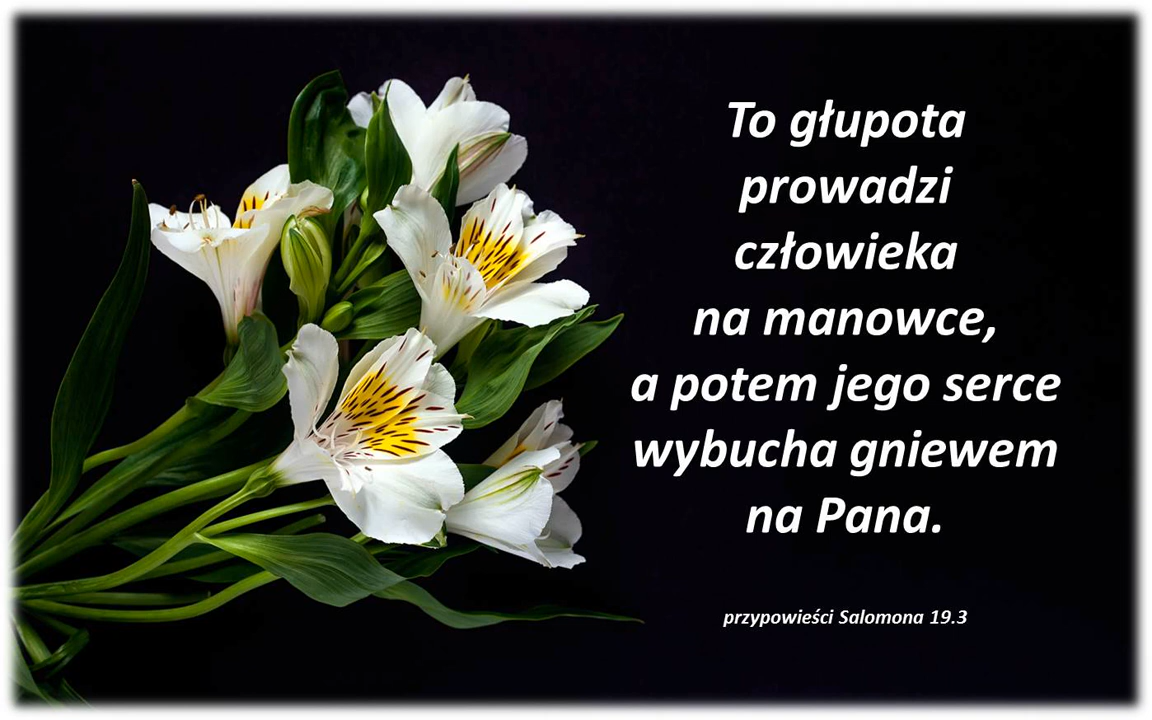 To głupota
prowadzi
człowieka
na manowce,
a potem jego serce
wybucha gniewem
na Pana.
przypowieści Salomona 19.3